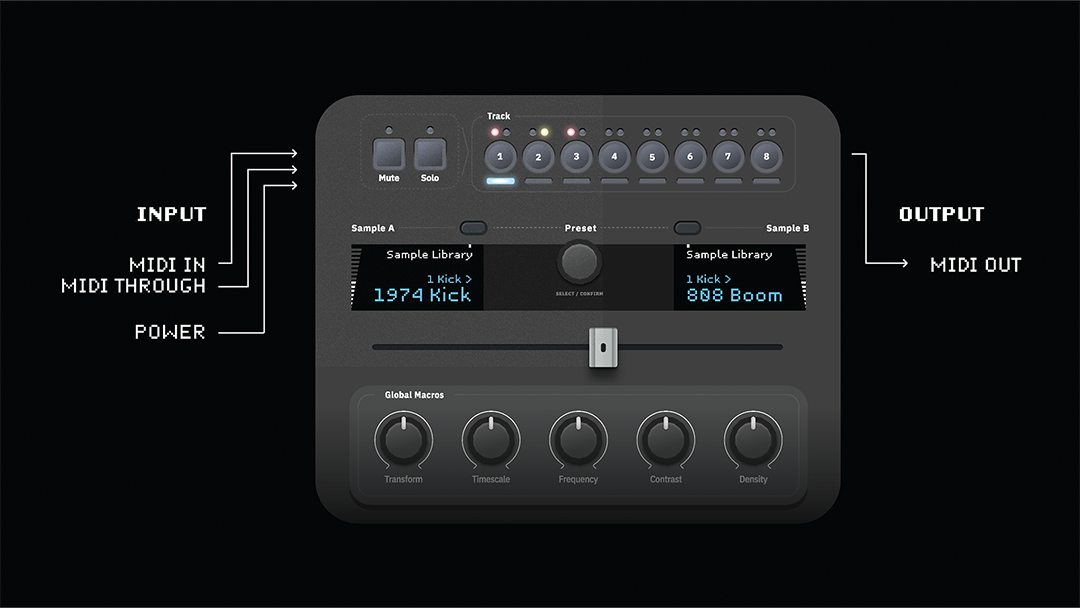 Track
1 2 3 4 5 6 7 8
Mute Solo
INPUT
MIDI IN
MIDI THROUGH
POWER
OUTPUT
MIDI OUT
Sample A Preset Sample B
Sample Library
1 Kick >
1974 Kick
SELECT / CONFIRM
Sample Library
1 Kick >
808 Boom
Global Macros
Transform Timescale Frequency Contrast Density